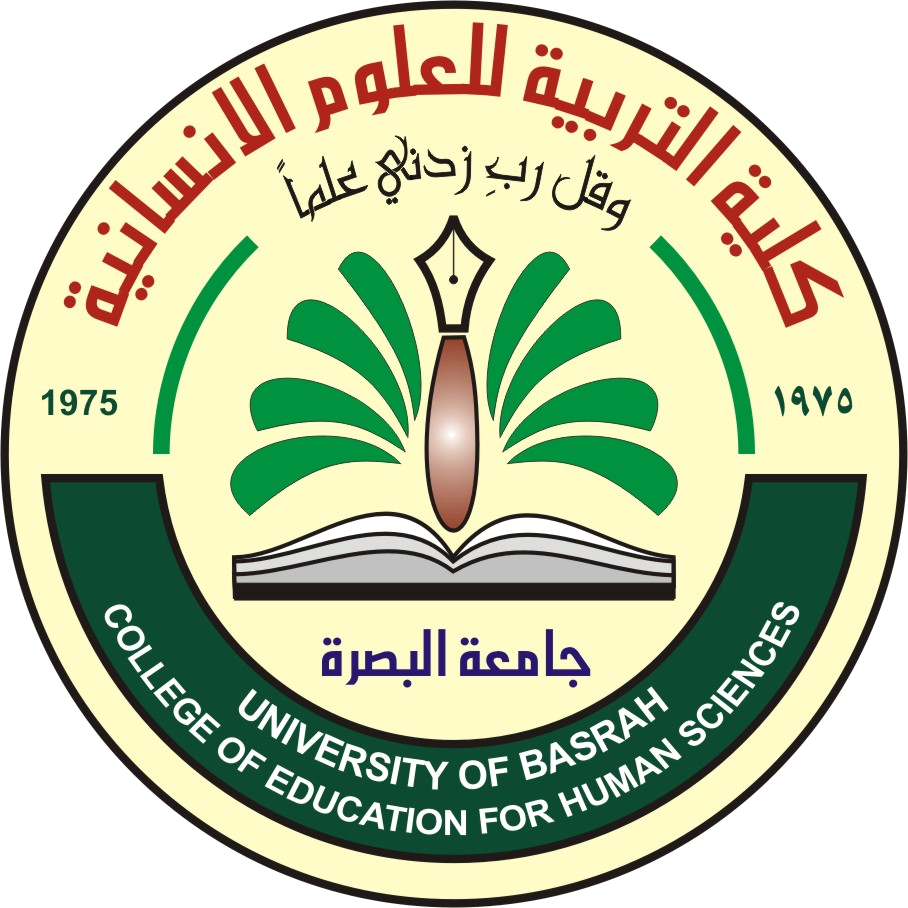 كلية التربية للعلوم الانسانية
وقل ربِ زدني علماً
1975
١٩٧٥
جامعة البصرة
UNIVERSITY OF BASRAH
COLLEGE OF EDUCATION FOR HUMAN SCIENCES